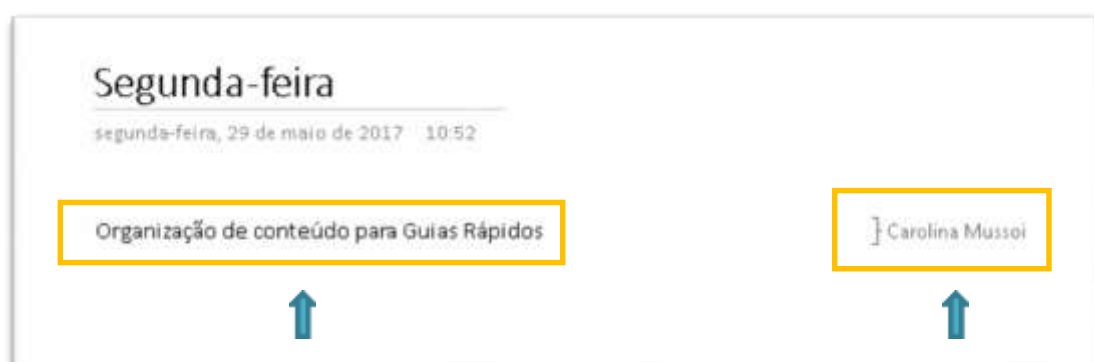 Segunda-feira
segunda-feira, 29 de maio de 2017 10:52
Organização de conteúdo para Guias Rápidos
Carolina Mussoi